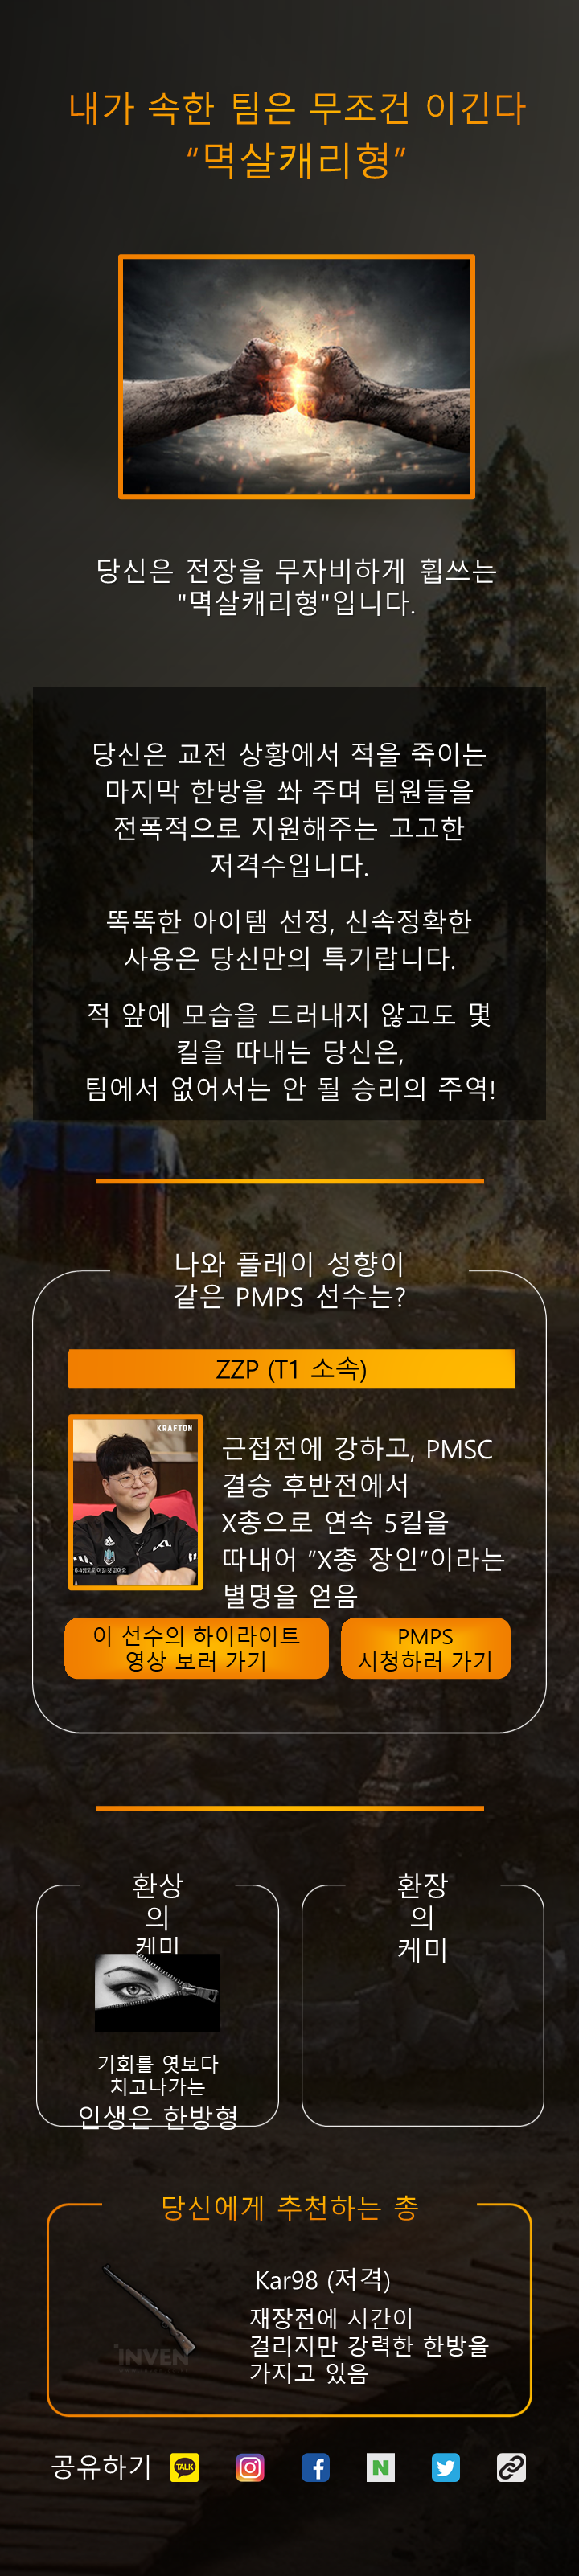 내가 속한 팀은 무조건 이긴다
“멱살캐리형”
당신은 전장을 무자비하게 휩쓰는
"멱살캐리형"입니다.
당신은 교전 상황에서 적을 죽이는
마지막 한방을 쏴 주며 팀원들을
전폭적으로 지원해주는 고고한
저격수입니다.
똑똑한 아이템 선정, 신속정확한
사용은 당신만의 특기랍니다.
적 앞에 모습을 드러내지 않고도 몇
킬을 따내는 당신은,
팀에서 없어서는 안 될 승리의 주역!
나와 플레이 성향이
같은 PMPS 선수는?
ZZP (T1 소속)
KRAFTON
근접전에 강하고, PMSC
결승 후반전에서
X총으로 연속 5킬을
따내어 “X총 장인”이라는
별명을 얻음
이 선수의 하이라이트
영상 보러 가기
PMPS
시청하러 가기
환상
의
케미
기회를 엿보다
치고나가는
인생은 한방형
환장
의
케미
당신에게 추천하는 총
INVEN
Kar98 (저격)
재장전에 시간이
걸리지만 강력한 한방을
가지고 있음
공유하기
TALK
N